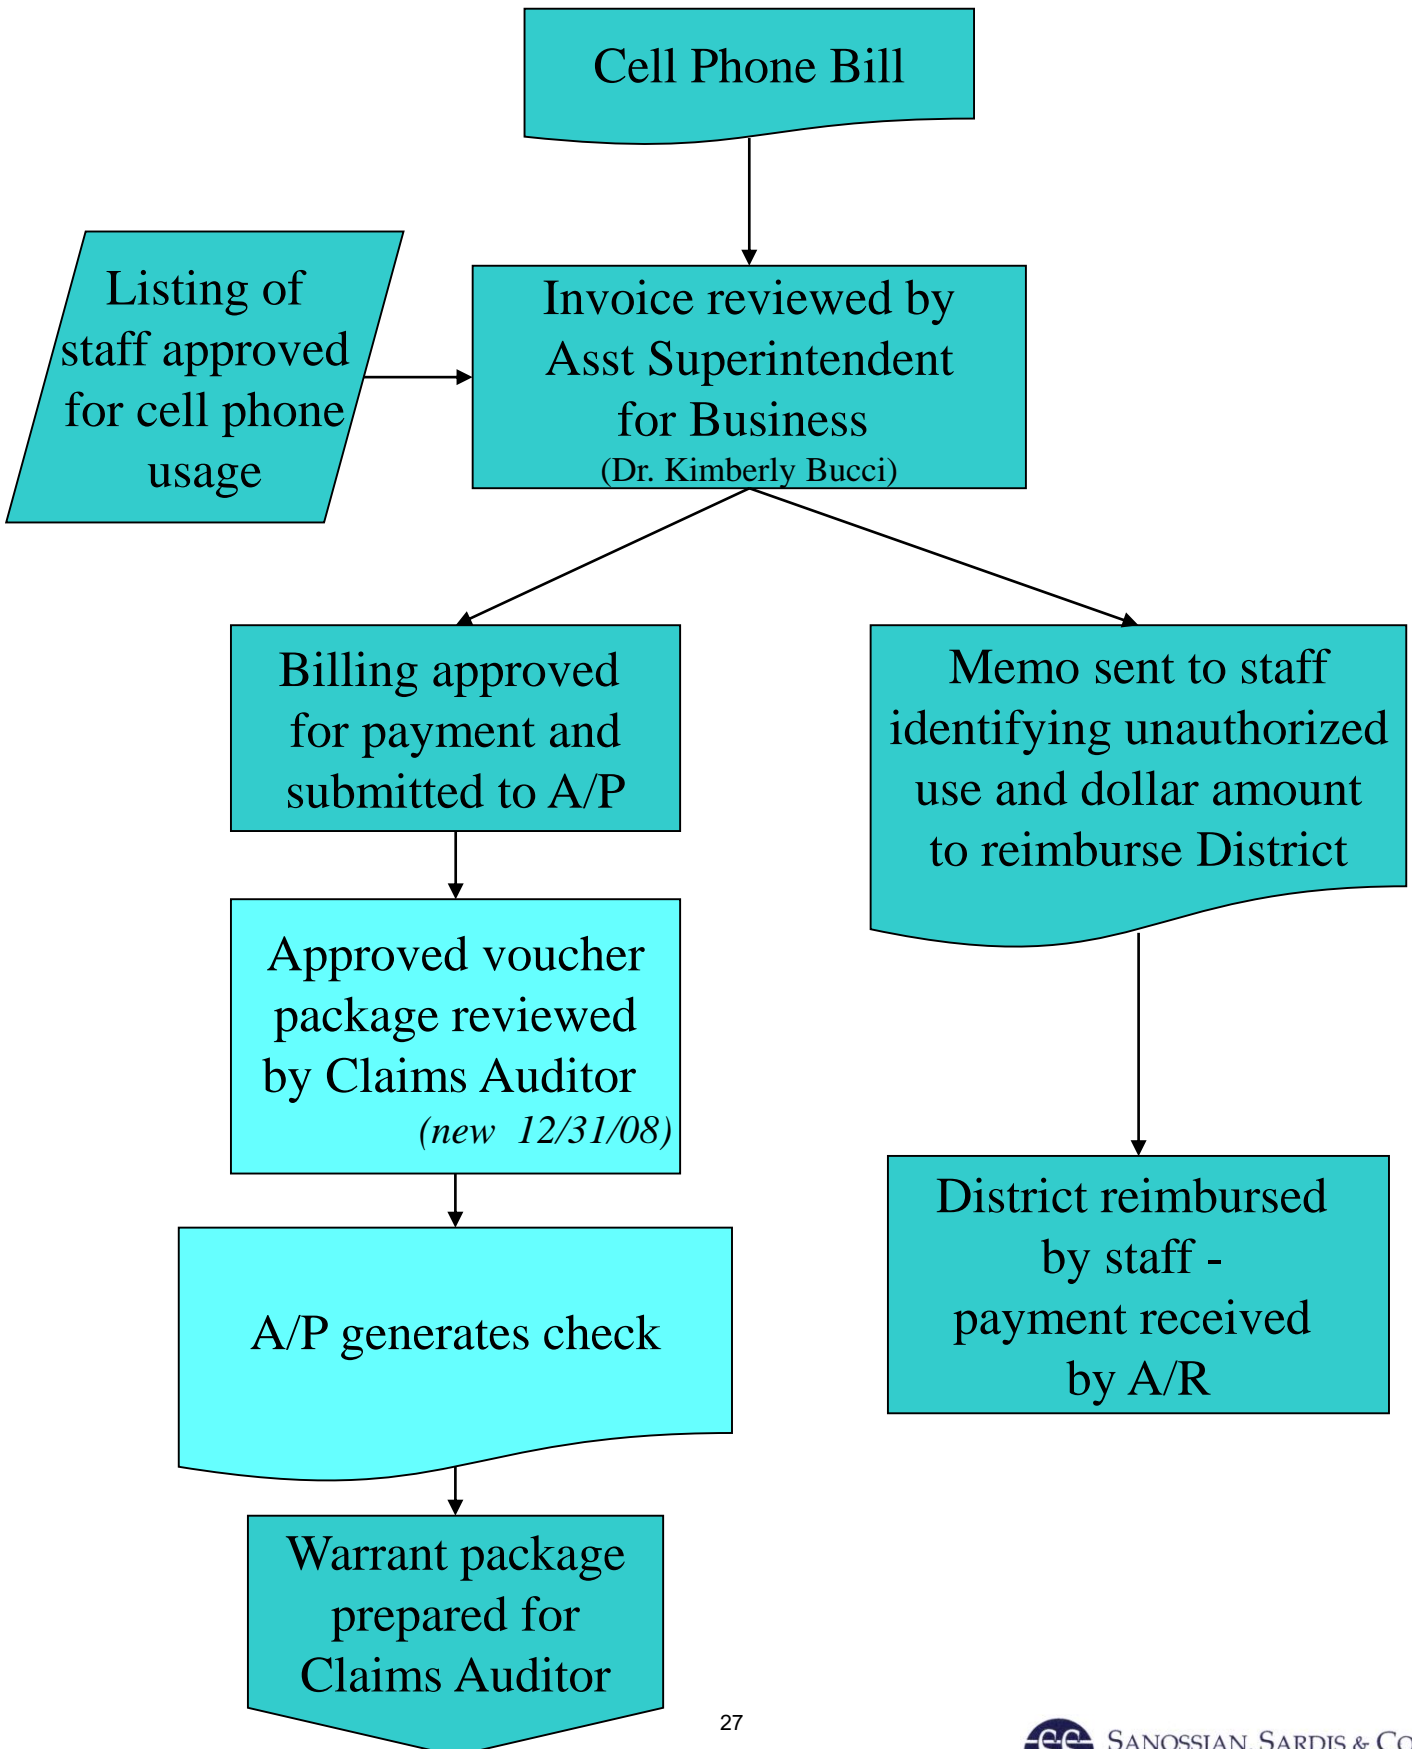 Cell Phone Bill
Listing of
staff approved
for cell phone
usage
Invoice reviewed by
Asst Superintendent
for Business
(Dr. Kimberly Bucci)
Billing approved
for payment and
submitted to A/P
Memo sent to staff
identifying unauthorized
use and dollar amount
to reimburse District
Approved voucher
package reviewed
by Claims Auditor
(new 12/31/08)
District reimbursed
by staff -
payment received
by A/R
A/P generates check
Warrant package
prepared for
Claims Auditor
27
SANOSSIAN, SARDIS &